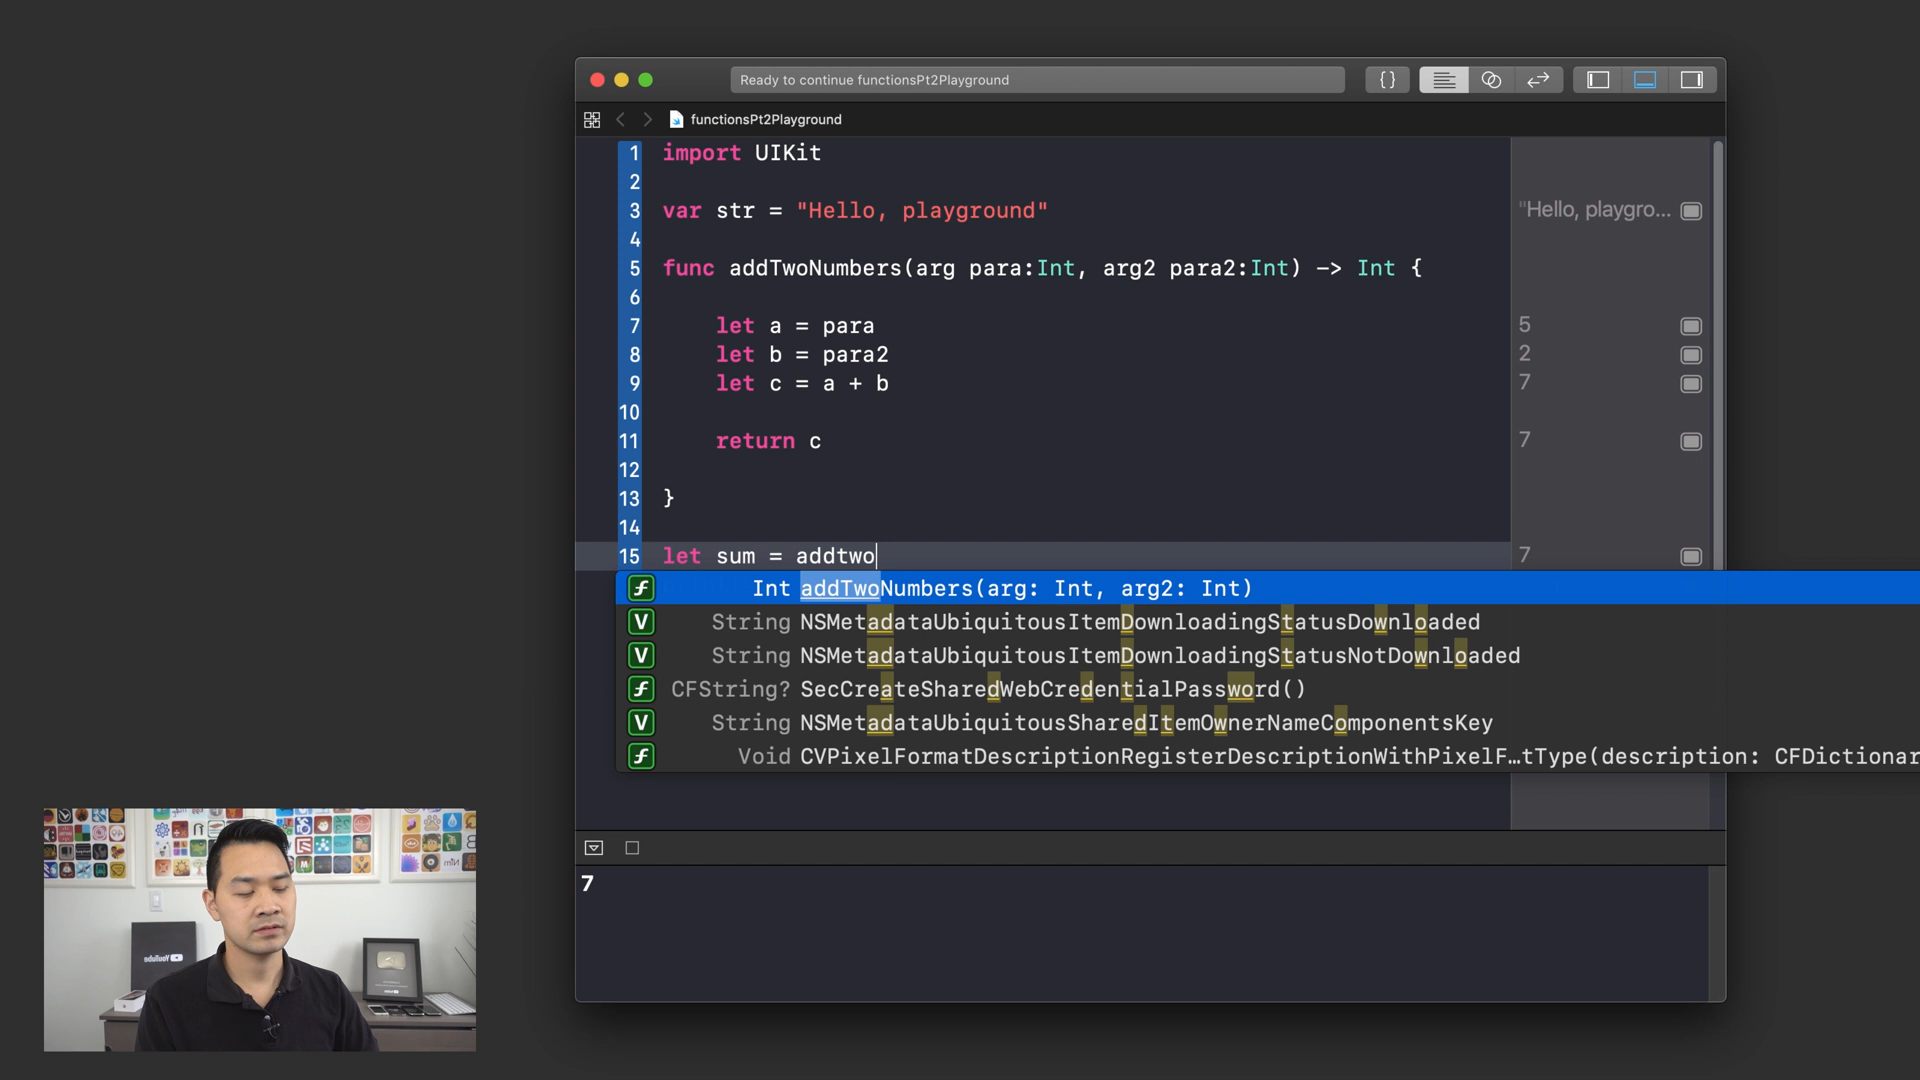 Ready to continue functionsPt2Playground
{}
functionsPt2Playground
1 import UIKit
2
3 var str = "Hello, playground" "Hello, playgro...
4
5 func addTwoNumbers(arg para:Int, arg2 para2:Int) -> Int {
6
7 let a = para 5
8 let b = para2 2
9 let c = a + b 7
10
11 return c 7
12
13 }
14
15 let sum = addtwo 7
f Int addTwoNumbers(arg: Int, arg2: Int)
V String NSMetadataUbiquitousItemDownloadingStatusDownloaded
V String NSMetadataUbiquitousItemDownloadingStatusNotDownloaded
f CFString? SecCreateSharedWebCredentialPassword()
V String NSMetadataUbiquitousSharedItemOwnerNameComponentsKey
f Void CVPixelFormatDescriptionRegisterDescriptionWithPixelF…tType(description: CFDictionar
7
YouTube